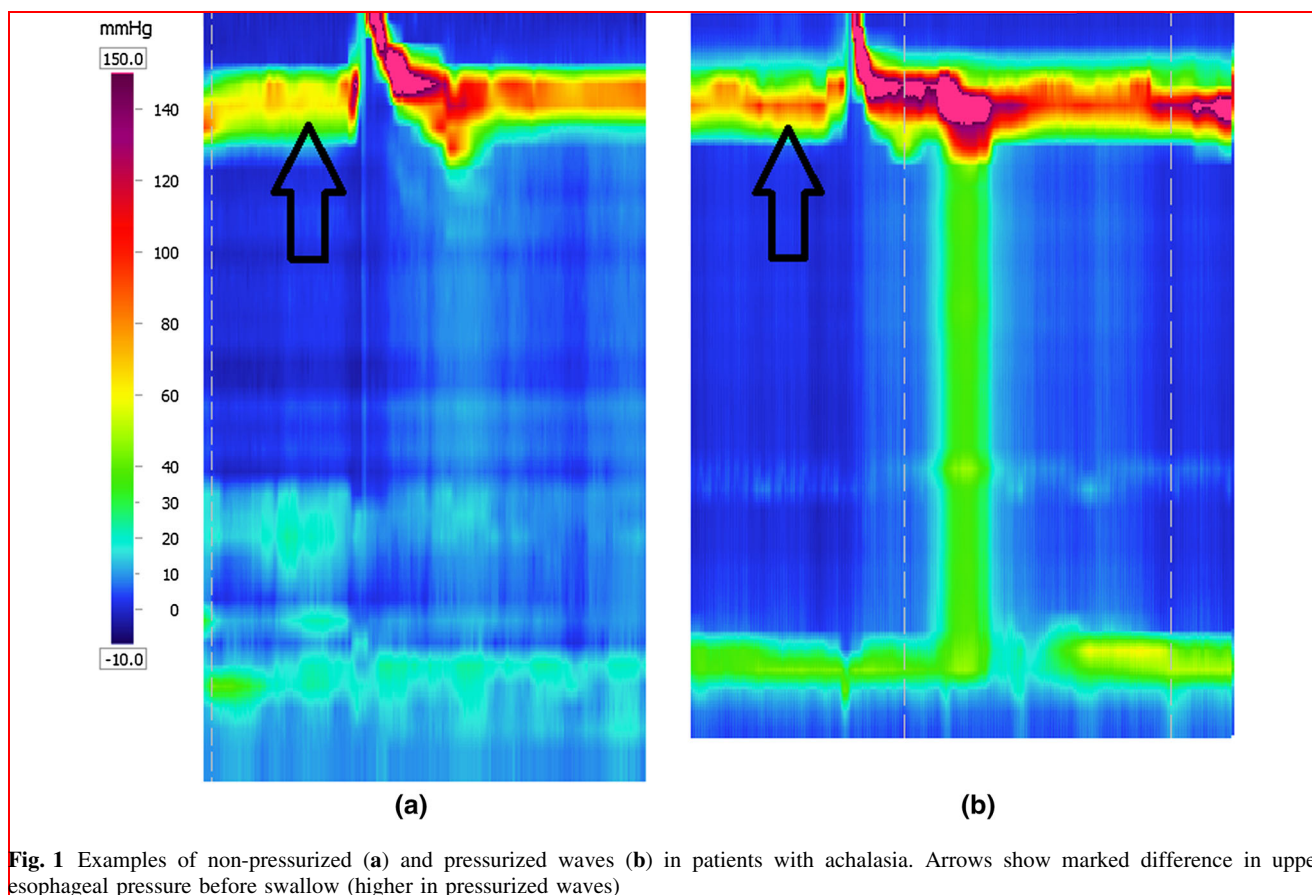 mmHg
150.0
140
120
100
80
60
40
30
20
10
0
-10.0
(a)
(b)
Fig. 1 Examples of non-pressurized (a) and pressurized waves (b) in patients with achalasia. Arrows show marked difference in uppe
esophageal pressure before swallow (higher in pressurized waves)